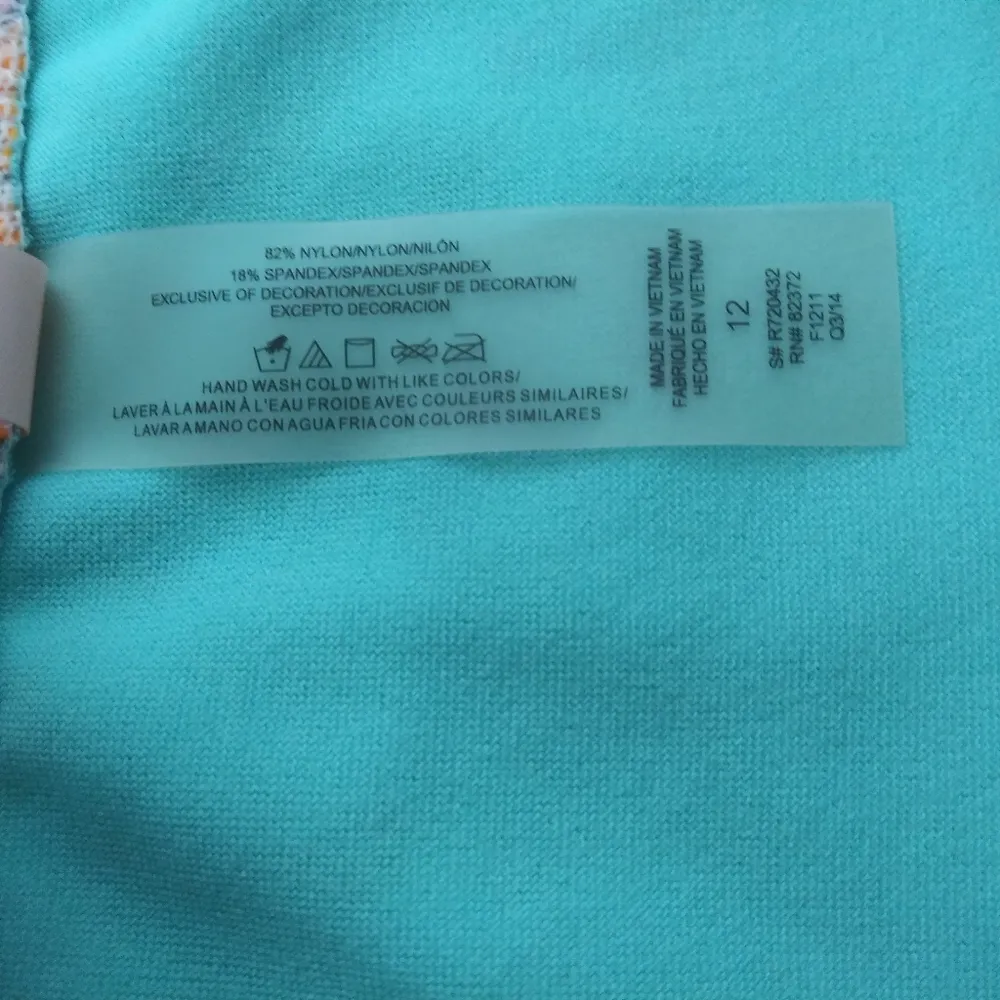 82% NYLON/NYLON/NILÓN
18% SPANDEX/SPANDEX/SPANDEX
EXCLUSIVE OF DECORATION/EXCLUSIF DE DECORATION/
EXCEPTO DECORACIÓN
HAND WASH COLD WITH LIKE COLORS/
LAVER À LA MAIN À L'EAU FROIDE AVEC COULEURS SIMILAIRES/
LAVAR A MANO CON AGUA FRIA CON COLORES SIMILARES
MADE IN VIETNAM
FABRIQUÉ EN VIETNAM
HECHO EN VIETNAM
12
S# R720432
RN# 82372
F1211
Q3/14